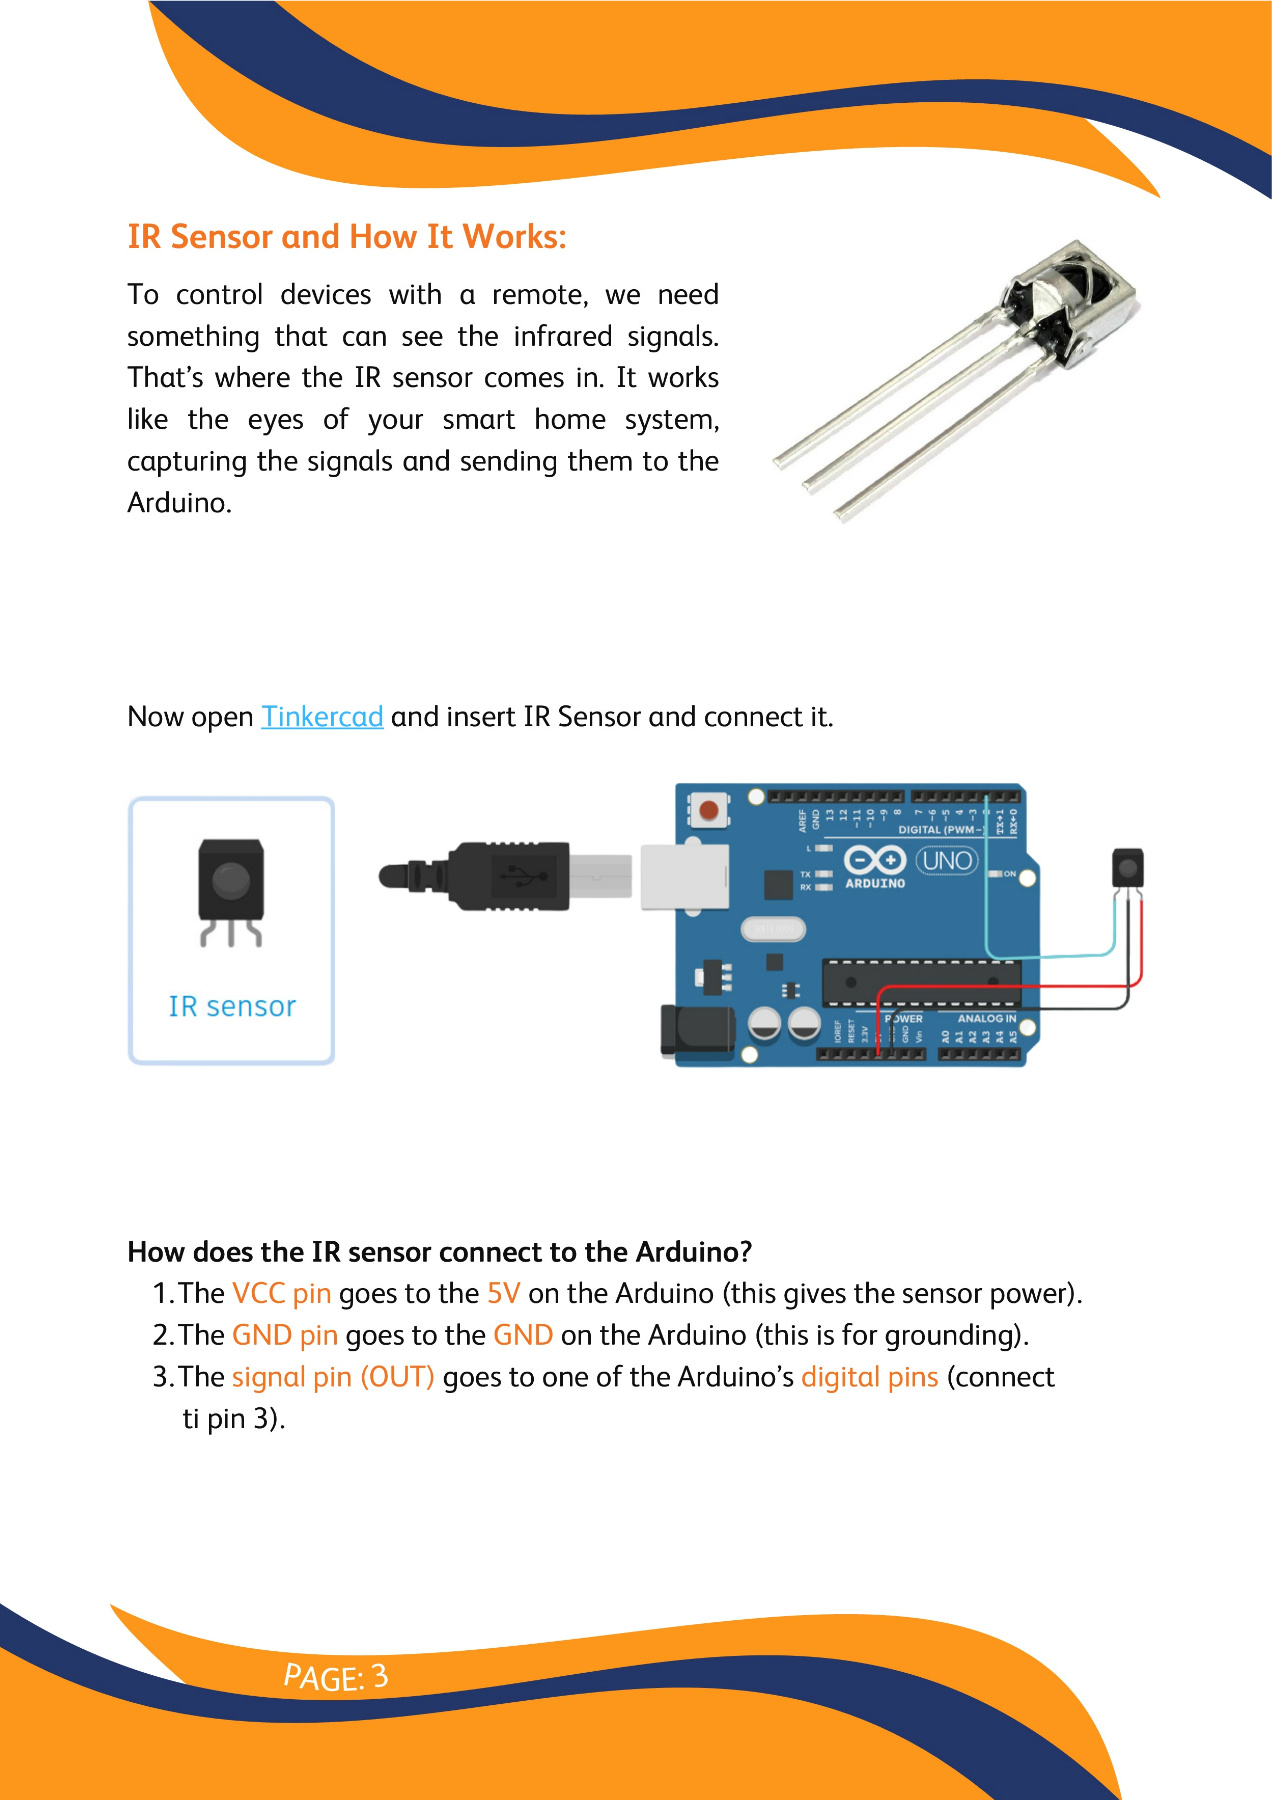 IR Sensor and How It Works:
To control devices with a remote, we need
something that can see the infrared signals.
That's where the IR sensor comes in. It works
like the eyes of your smart home system,
capturing the signals and sending them to the
Arduino.
Now open Tinkercad and insert IR Sensor and connect it.
IR sensor
AREF
GND
13
12
~11
~10
~9
8
7
~6
~5
4
~3
TX→1
RX←0
DIGITAL (PWM~)
L
TX
RX
UNO
ARDUINO
ON
IOREF
RESET
3.3V
GND
Vin
POWER
ANALOG IN
A0
A1
A2
A3
A4
A5
How does the IR sensor connect to the Arduino?
1. The VCC pin goes to the 5V on the Arduino (this gives the sensor power).
2. The GND pin goes to the GND on the Arduino (this is for grounding).
3. The signal pin (OUT) goes to one of the Arduino's digital pins (connect
ti pin 3).
PAGE: 3